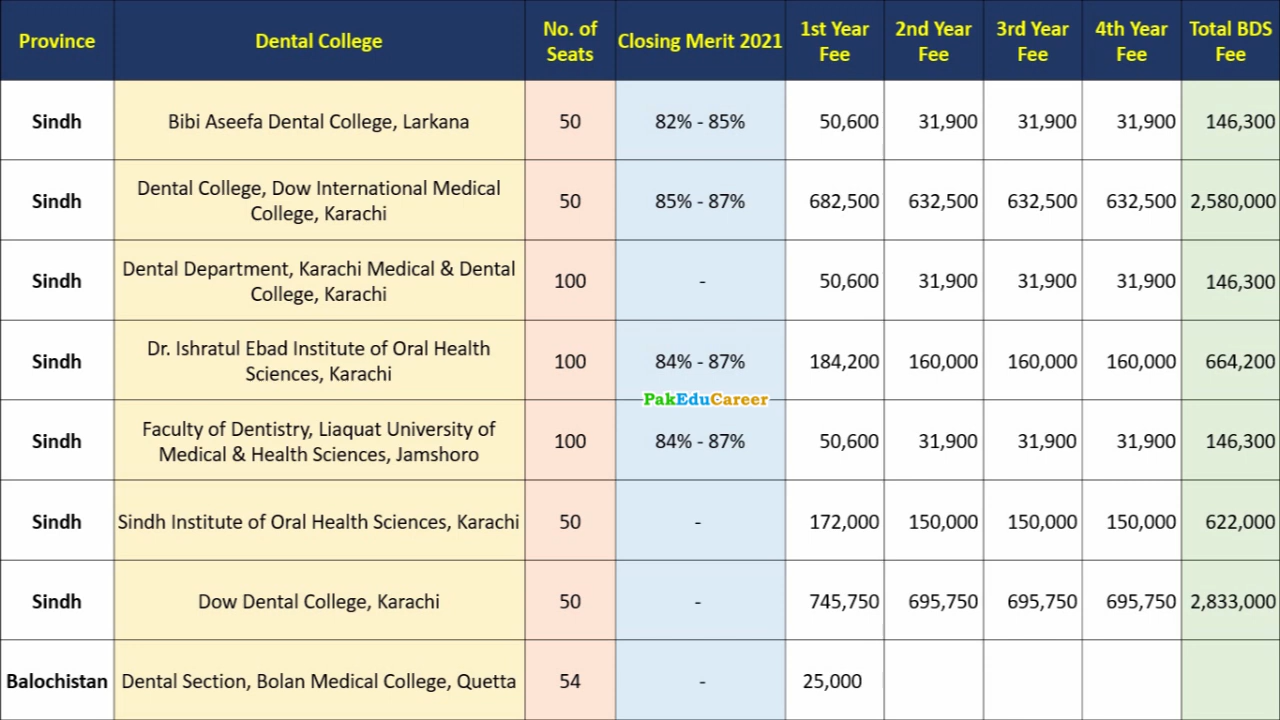 Province Dental College No. of Seats Closing Merit 2021 1st Year Fee 2nd Year Fee 3rd Year Fee 4th Year Fee Total BDS Fee
Sindh Bibi Aseefa Dental College, Larkana 50 82% - 85% 50,600 31,900 31,900 31,900 146,300
Sindh Dental College, Dow International Medical College, Karachi 50 85% - 87% 682,500 632,500 632,500 632,500 2,580,000
Sindh Dental Department, Karachi Medical & Dental College, Karachi 100 - 50,600 31,900 31,900 31,900 146,300
Sindh Dr. Ishratul Ebad Institute of Oral Health Sciences, Karachi 100 84% - 87% 184,200 160,000 160,000 160,000 664,200
PakEduCareer
Sindh Faculty of Dentistry, Liaquat University of Medical & Health Sciences, Jamshoro 100 84% - 87% 50,600 31,900 31,900 31,900 146,300
Sindh Sindh Institute of Oral Health Sciences, Karachi 50 - 172,000 150,000 150,000 150,000 622,000
Sindh Dow Dental College, Karachi 50 - 745,750 695,750 695,750 695,750 2,833,000
Balochistan Dental Section, Bolan Medical College, Quetta 54 - 25,000